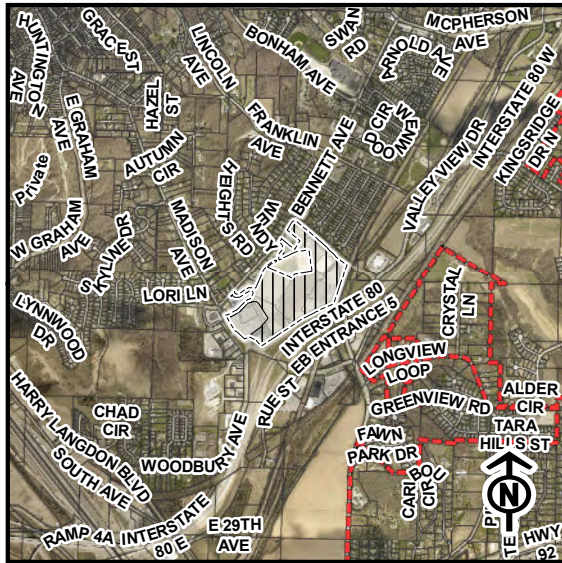 HUNTINGTON
AVE
GRACE ST
E GRAHAM
AVE
HAZEL
ST
LINCOLN
AVE
BONHAM AVE
SWAN
RD
ARNOLD AVE
MCPHERSON
AVE
FRANKLIN
AVE
DEANWOOD
CIR
AUTUMN
CIR
BENNETT AVE
VALLEY VIEW DR
INTERSTATE 80 W
KINGSRIDGE
DR N
Private
HEIGHTS RD
WENDY
W GRAHAM
AVE
SKYLINE DR
MADISON
AVE
LORI LN
INTERSTATE 80
EB ENTRANCE 5
CRYSTAL
LN
LYNNWOOD
DR
RUE ST
LONGVIEW
LOOP
GREENVIEW RD
ALDER
CIR
HARRY LANGDON BLVD
SOUTH AVE
CHAD
CIR
WOODBURY AVE
FAWN
PARK DR
CARIBOU
CIR
TARA
HILLS ST
N
RAMP 4A INTERSTATE
80 E
E 29TH
AVE
TE
HWY
92